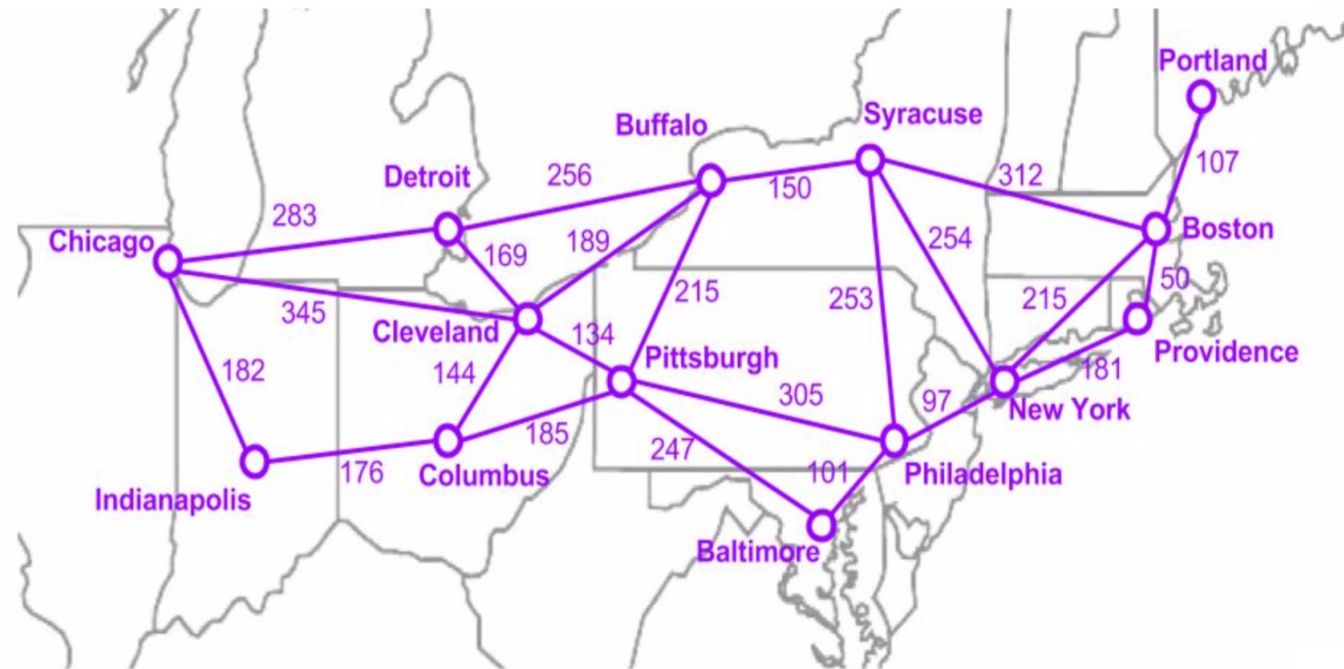 Portland
Syracuse
Buffalo
107
Detroit
256
150
312
283
Chicago
169
189
254
Boston
345
215
253
215
50
Cleveland
134
182
144
Pittsburgh
Providence
305
181
97
New York
185
247
101
176
Columbus
Philadelphia
Indianapolis
Baltimore